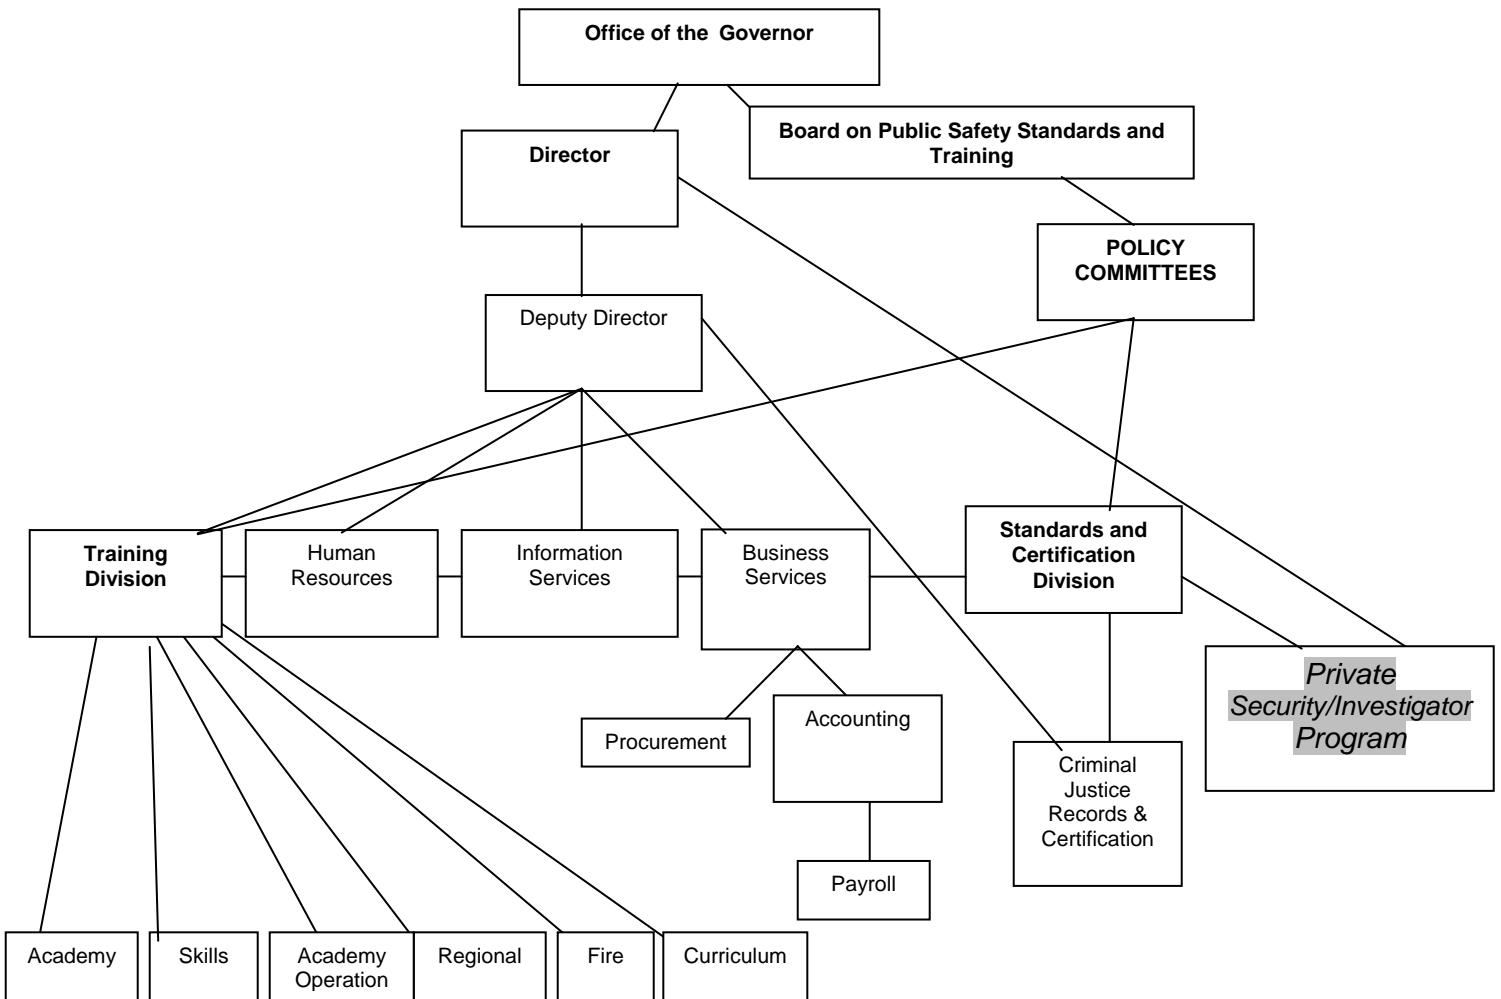 Office of the Governor
Board on Public Safety Standards and
Training
Director
POLICY
COMMITTEES
Deputy Director
Training
Division
Human
Resources
Information
Services
Business
Services
Standards and
Certification
Division
Private
Security/Investigator
Program
Procurement
Accounting
Criminal
Justice
Records &
Certification
Payroll
Academy
Skills
Academy
Operation
Regional
Fire
Curriculum